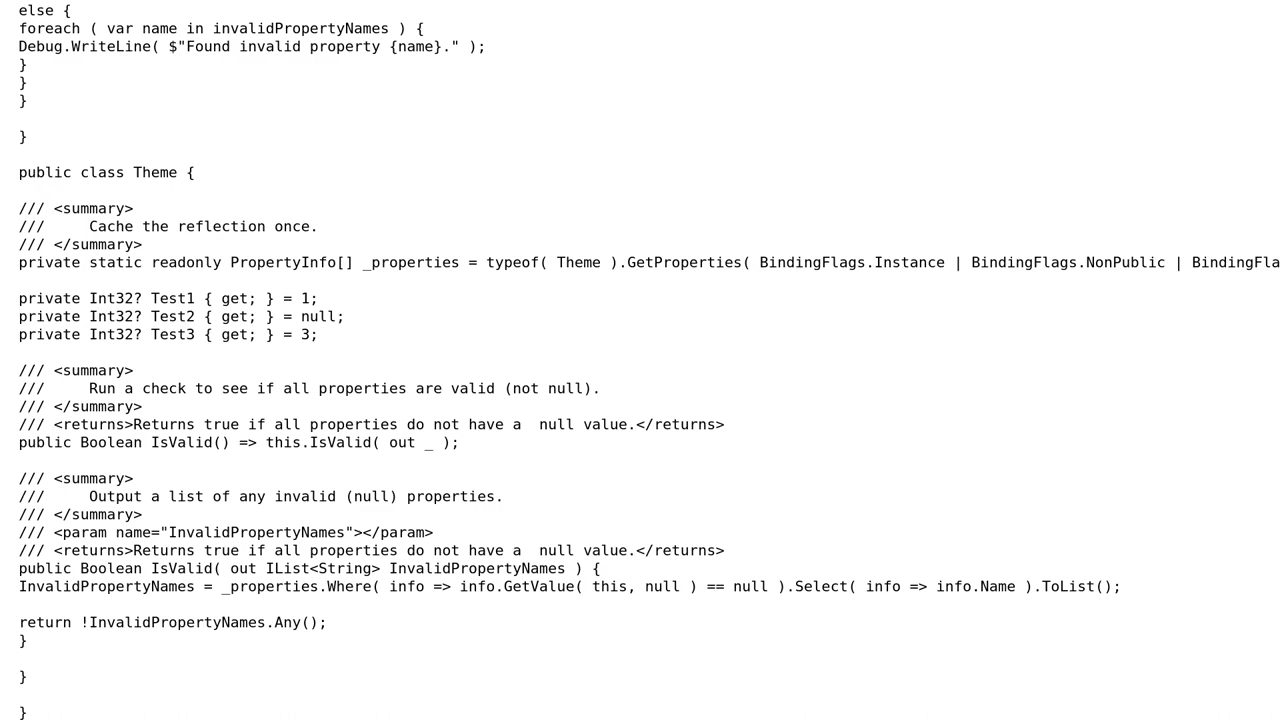 else {
foreach ( var name in invalidPropertyNames ) {
Debug.WriteLine( $"Found invalid property {name}." );
}
}
}
}
public class Theme {
/// <summary>
///     Cache the reflection once.
/// </summary>
private static readonly PropertyInfo[] _properties = typeof( Theme ).GetProperties( BindingFlags.Instance | BindingFlags.NonPublic | BindingFla
private Int32? Test1 { get; } = 1;
private Int32? Test2 { get; } = null;
private Int32? Test3 { get; } = 3;
/// <summary>
///     Run a check to see if all properties are valid (not null).
/// </summary>
/// <returns>Returns true if all properties do not have a  null value.</returns>
public Boolean IsValid() => this.IsValid( out _ );
/// <summary>
///     Output a list of any invalid (null) properties.
/// </summary>
/// <param name="InvalidPropertyNames"></param>
/// <returns>Returns true if all properties do not have a  null value.</returns>
public Boolean IsValid( out IList<String> InvalidPropertyNames ) {
InvalidPropertyNames = _properties.Where( info => info.GetValue( this, null ) == null ).Select( info => info.Name ).ToList();
return !InvalidPropertyNames.Any();
}
}
}